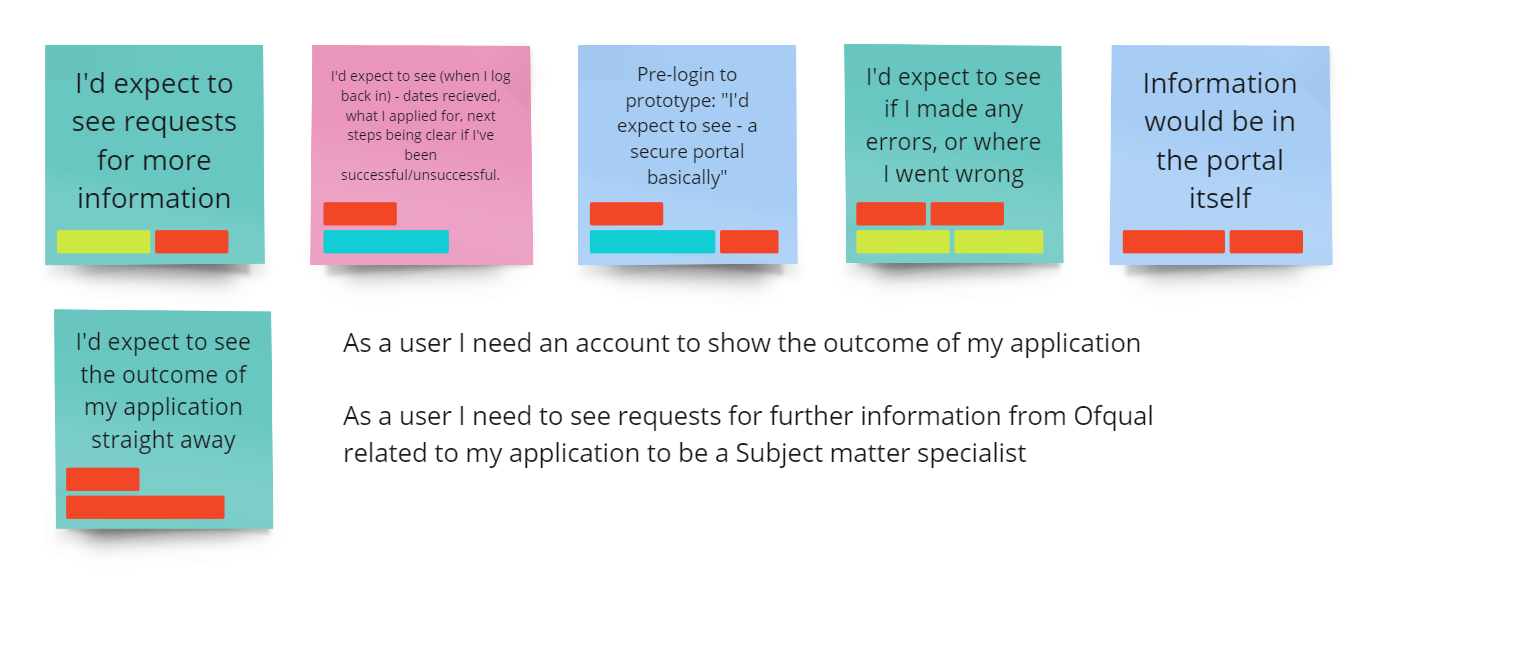 I'd expect to
see requests
for more
information
I'd expect to see (when I log
back in) - dates recieved,
what I applied for, next
steps being clear if I've
been
successful/unsuccessful.
Pre-login to
prototype: "I'd
expect to see - a
secure portal
basically"
I'd expect to see
if I made any
errors, or where
I went wrong
Information
would be in
the portal
itself
I'd expect to see
the outcome of
my application
straight away
As a user I need an account to show the outcome of my application
As a user I need to see requests for further information from Ofqual
related to my application to be a Subject matter specialist